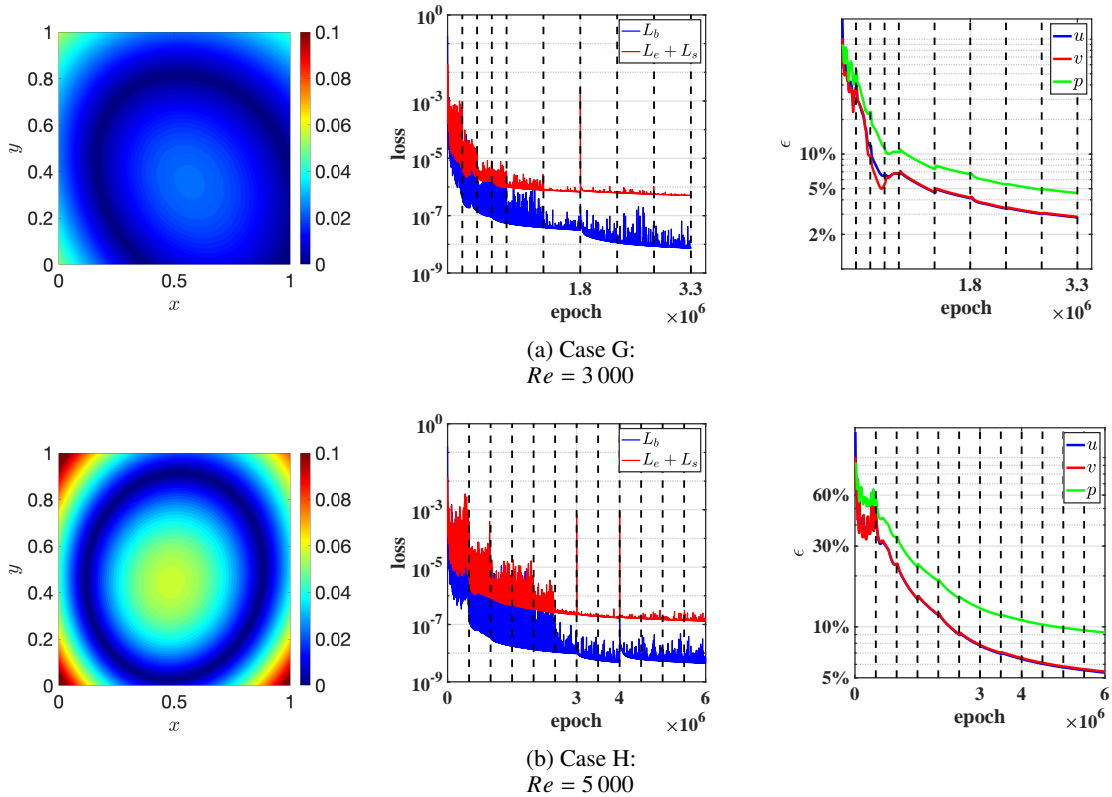 1
0.8
0.6
0.4
0.2
0
0
0.5
1
x
y
0.1
0.08
0.06
0.04
0.02
0
10^0
10^-3
10^-5
10^-7
10^-9
loss
L_b
L_e + L_s
1.8
3.3
epoch
×10^6
10%
5%
2%
ϵ
u
v
p
1.8
3.3
epoch
×10^6
(a) Case G:
Re = 3 000
1
0.8
0.6
0.4
0.2
0
0
0.5
1
x
y
0.1
0.08
0.06
0.04
0.02
0
10^0
10^-3
10^-5
10^-7
10^-9
loss
L_b
L_e + L_s
0
3
4
6
epoch
×10^6
60%
30%
10%
5%
ϵ
u
v
p
0
3
4
6
epoch
×10^6
(b) Case H:
Re = 5 000